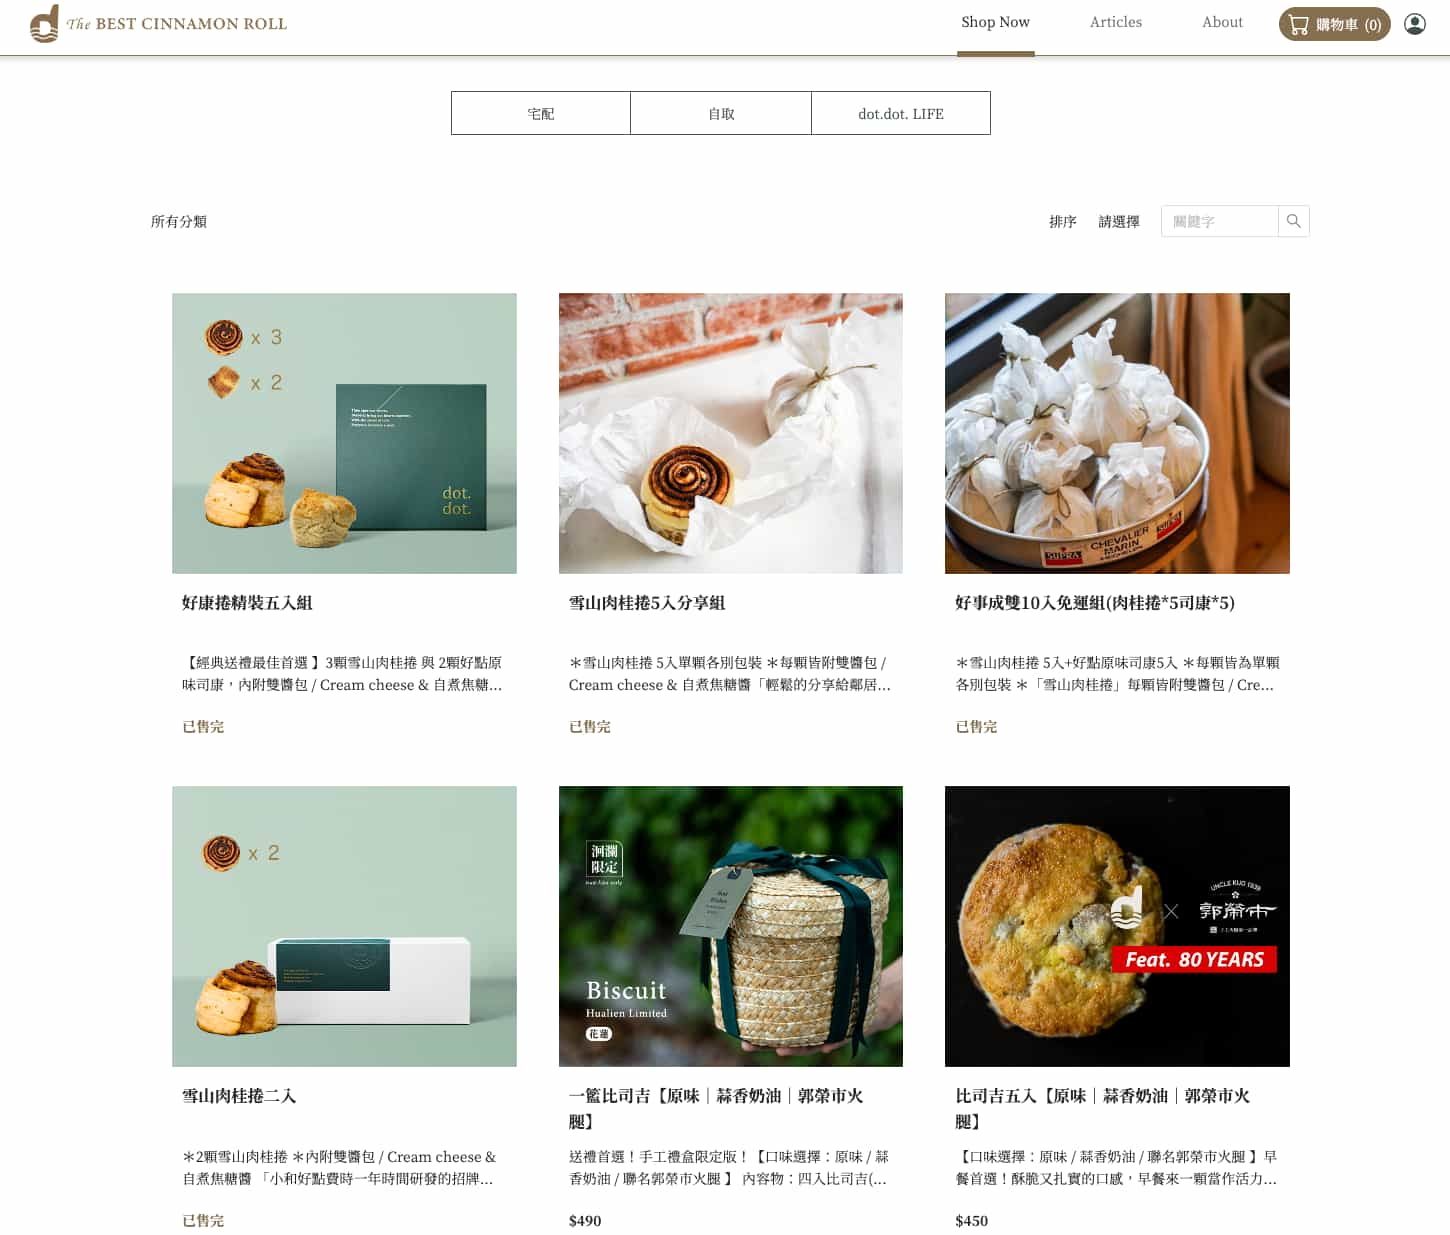 The BEST CINNAMON ROLL
Shop Now
Articles
About
購物車 (0)
宅配
自取
dot.dot. LIFE
所有分類
排序
請選擇
關鍵字
x 3
x 2
dot.
dot.
SUPRA
CHEVALIER
MARIN
SUPRA
好康捲精裝五入組
雪山肉桂捲5入分享組
好事成雙10入免運組(肉桂捲*5司康*5)
【經典送禮最佳首選 】3顆雪山肉桂捲 與 2顆好點原
味司康，內附雙醬包 / Cream cheese & 自煮焦糖...
＊雪山肉桂捲 5入單顆各別包裝 ＊每顆皆附雙醬包 /
Cream cheese & 自煮焦糖醬「輕鬆的分享給鄰居...
＊雪山肉桂捲 5入+好點原味司康5入 ＊每顆皆為單顆
各別包裝 ＊「雪山肉桂捲」每顆皆附雙醬包 / Cre...
已售完
已售完
已售完
x 2
洄瀾
限定
Biscuit
Hualien Limited
花蓮
UNCLE KUO 1939
郭榮市
Feat. 80 YEARS
雪山肉桂捲二入
一籃比司吉【原味｜蒜香奶油｜郭榮市火
腿】
比司吉五入【原味｜蒜香奶油｜郭榮市火
腿】
＊2顆雪山肉桂捲 ＊內附雙醬包 / Cream cheese &
自煮焦糖醬 「小和好點費時一年時間研發的招牌...
送禮首選！手工禮盒限定版！【口味選擇：原味 / 蒜
香奶油 / 聯名郭榮市火腿 】 內容物：四入比司吉(...
【口味選擇：原味 / 蒜香奶油 / 聯名郭榮市火腿 】早
餐首選！酥脆又扎實的口感，早餐來一顆當作活力...
已售完
$490
$450